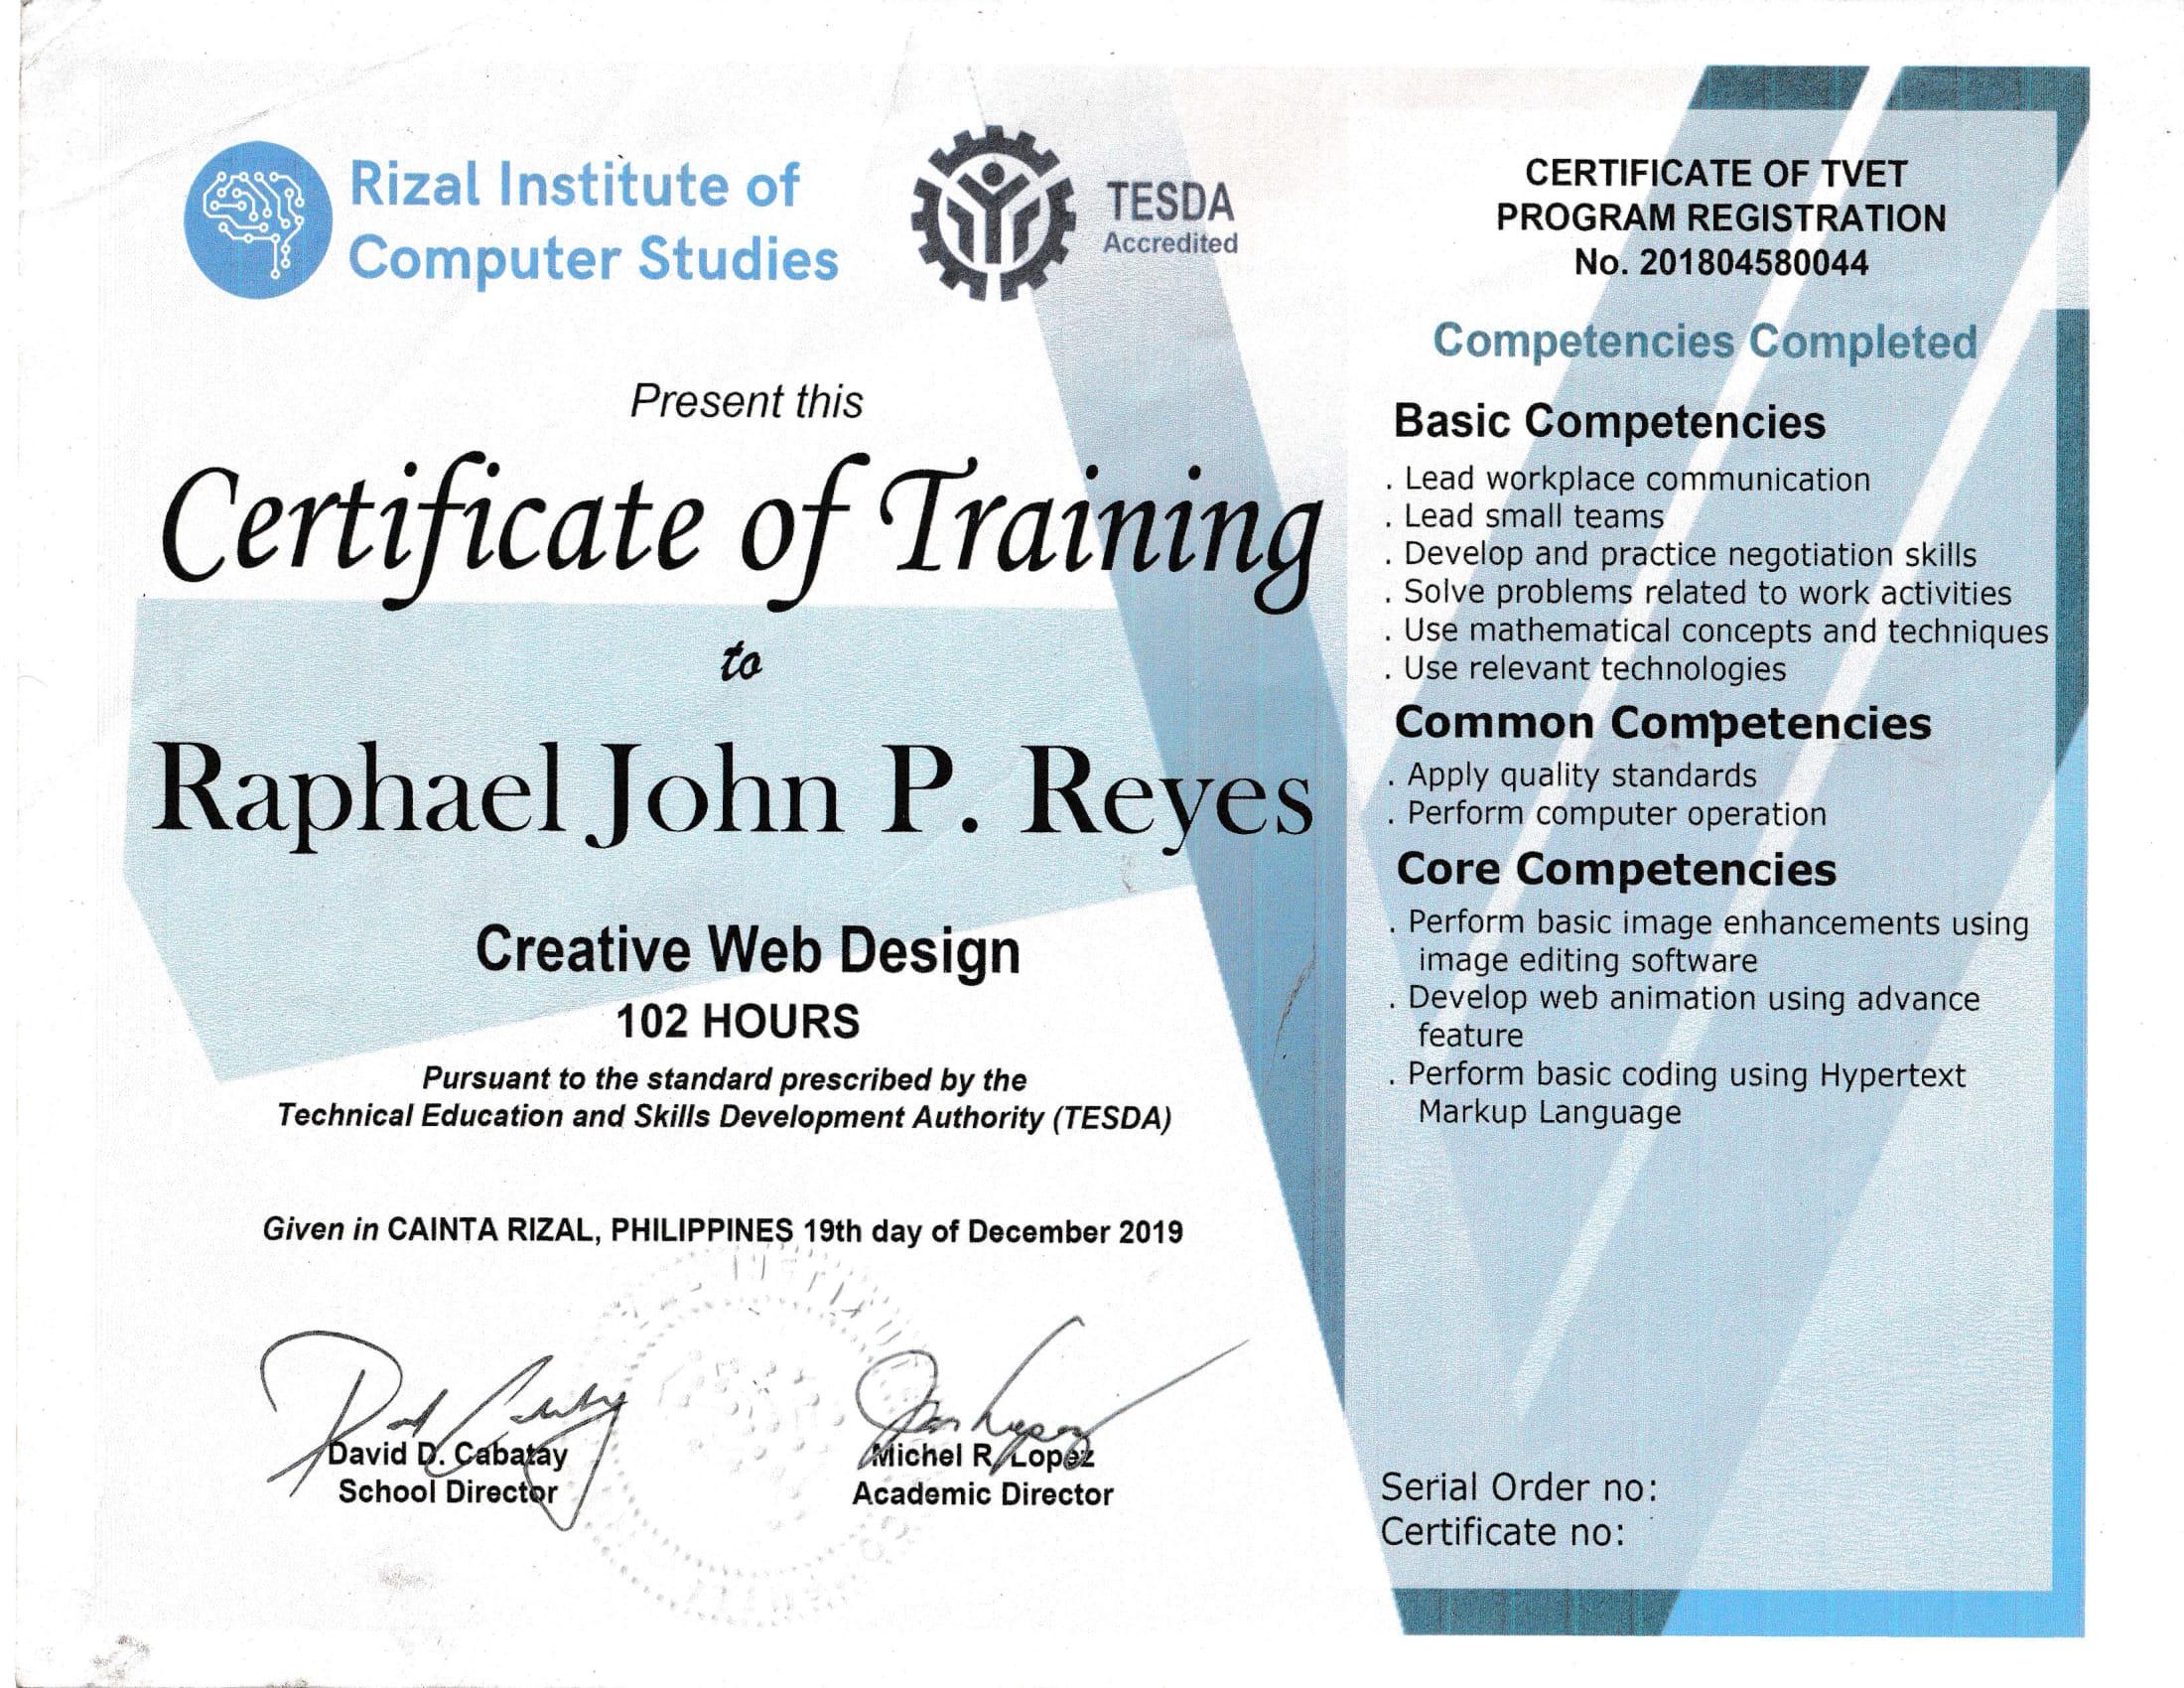 Rizal Institute of
Computer Studies
TESDA
Accredited
Present this
Certificate of Training
to
Raphael John P. Reyes
Creative Web Design
102 HOURS
Pursuant to the standard prescribed by the
Technical Education and Skills Development Authority (TESDA)
Given in CAINTA RIZAL, PHILIPPINES 19th day of December 2019
David D. Cabatay
School Director
Michel R. Lopez
Academic Director
CERTIFICATE OF TVET
PROGRAM REGISTRATION
No. 201804580044
Competencies Completed
Basic Competencies
. Lead workplace communication
. Lead small teams
. Develop and practice negotiation skills
. Solve problems related to work activities
. Use mathematical concepts and techniques
. Use relevant technologies
Common Competencies
. Apply quality standards
. Perform computer operation
Core Competencies
. Perform basic image enhancements using
image editing software
. Develop web animation using advance
feature
. Perform basic coding using Hypertext
Markup Language
Serial Order no:
Certificate no: